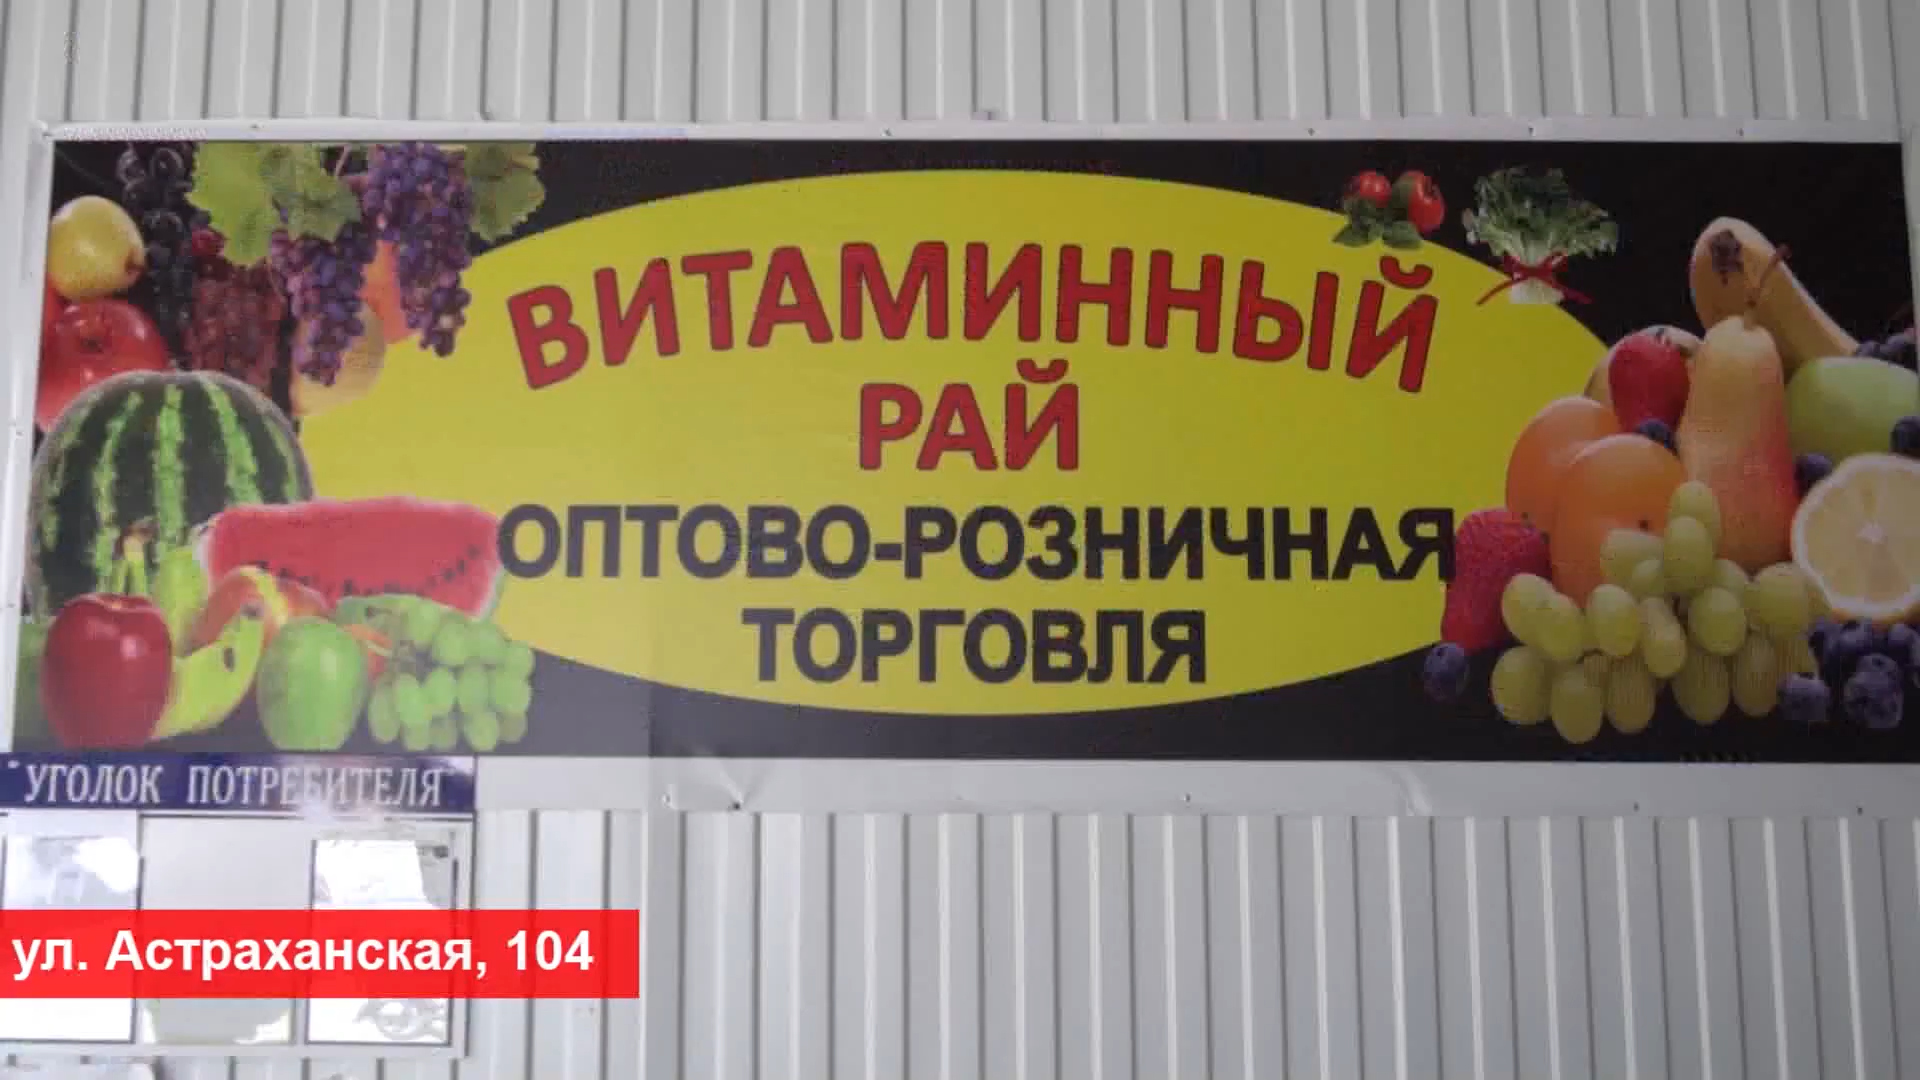 ВИТАМИННЫЙ
РАЙ
ОПТОВО-РОЗНИЧНАЯ
ТОРГОВЛЯ
"УГОЛОК ПОТРЕБИТЕЛЯ"
ул. Астраханская, 104